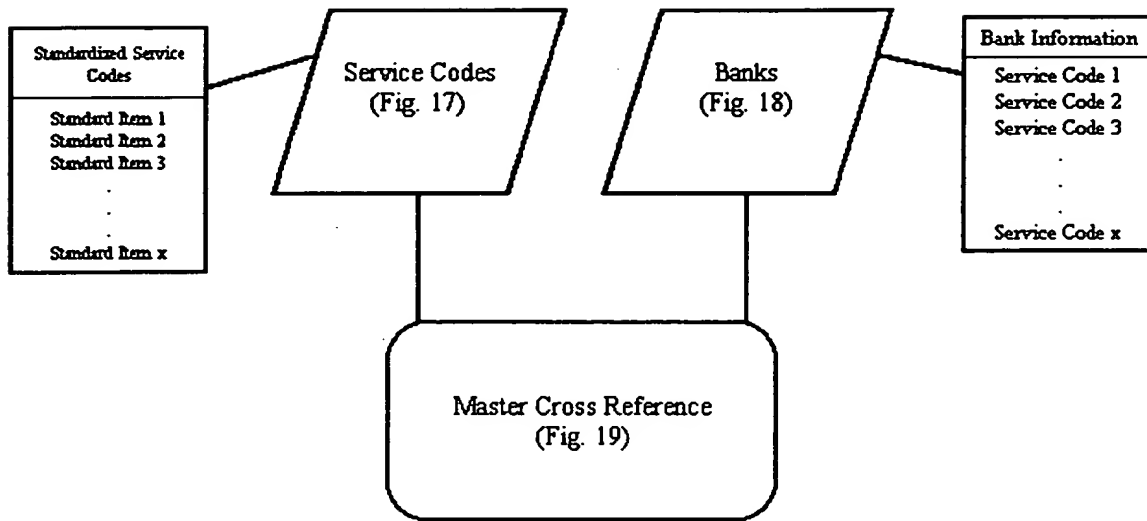 Standardized Service
Codes
Standard Item 1
Standard Item 2
Standard Item 3
.
.
.
Standard Item x
Service Codes
(Fig. 17)
Banks
(Fig. 18)
Bank Information
Service Code 1
Service Code 2
Service Code 3
.
.
.
Service Code x
Master Cross Reference
(Fig. 19)